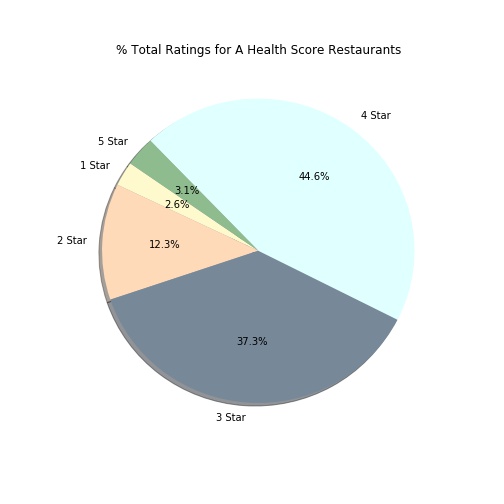 % Total Ratings for A Health Score Restaurants
4 Star
5 Star
1 Star
44.6%
3.1%
2.6%
2 Star
12.3%
37.3%
3 Star